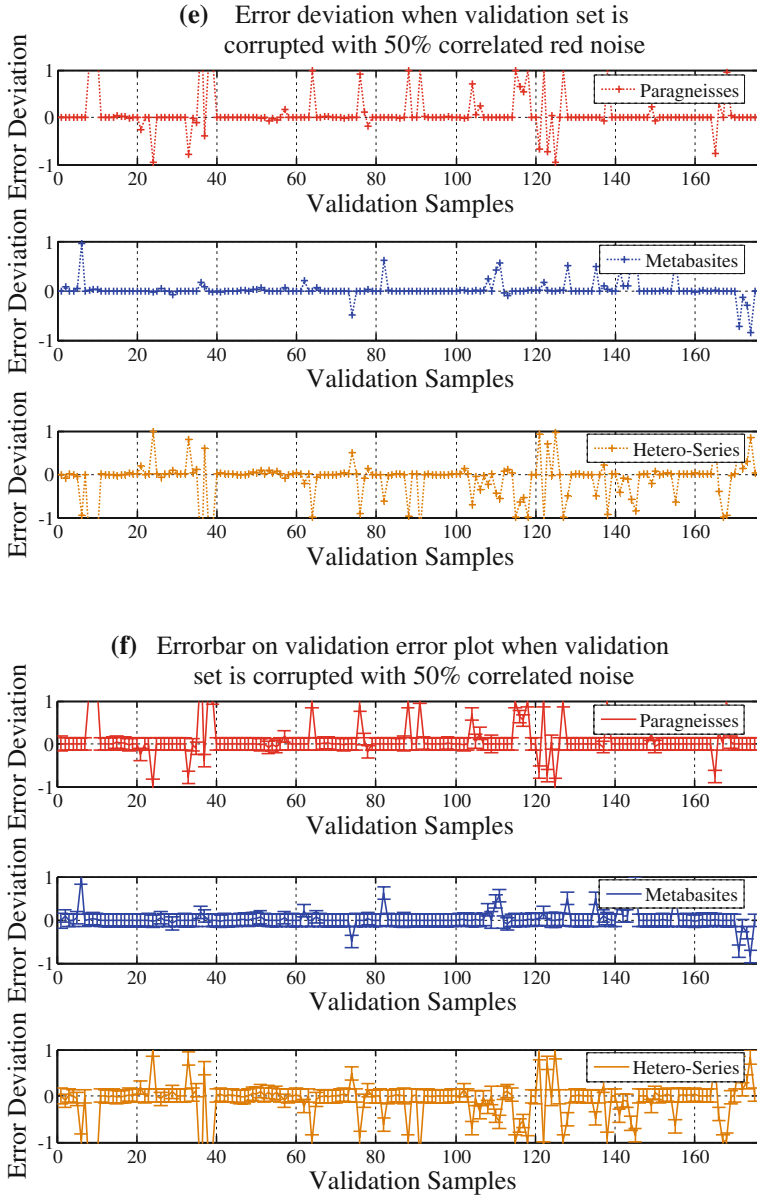 (e) Error deviation when validation set is
corrupted with 50% correlated red noise
Error Deviation
1
0
-1
Paragneisses
0 20 40 60 80 100 120 140 160
Validation Samples
Error Deviation
1
0
-1
Metabasites
0 20 40 60 80 100 120 140 160
Validation Samples
Error Deviation
1
0
-1
Hetero-Series
0 20 40 60 80 100 120 140 160
Validation Samples
(f) Errorbar on validation error plot when validation
set is corrupted with 50% correlated noise
Error Deviation
1
0
-1
Paragneisses
0 20 40 60 80 100 120 140 160
Validation Samples
Error Deviation
1
0
-1
Metabasites
0 20 40 60 80 100 120 140 160
Validation Samples
Error Deviation
1
0
-1
Hetero-Series
0 20 40 60 80 100 120 140 160
Validation Samples